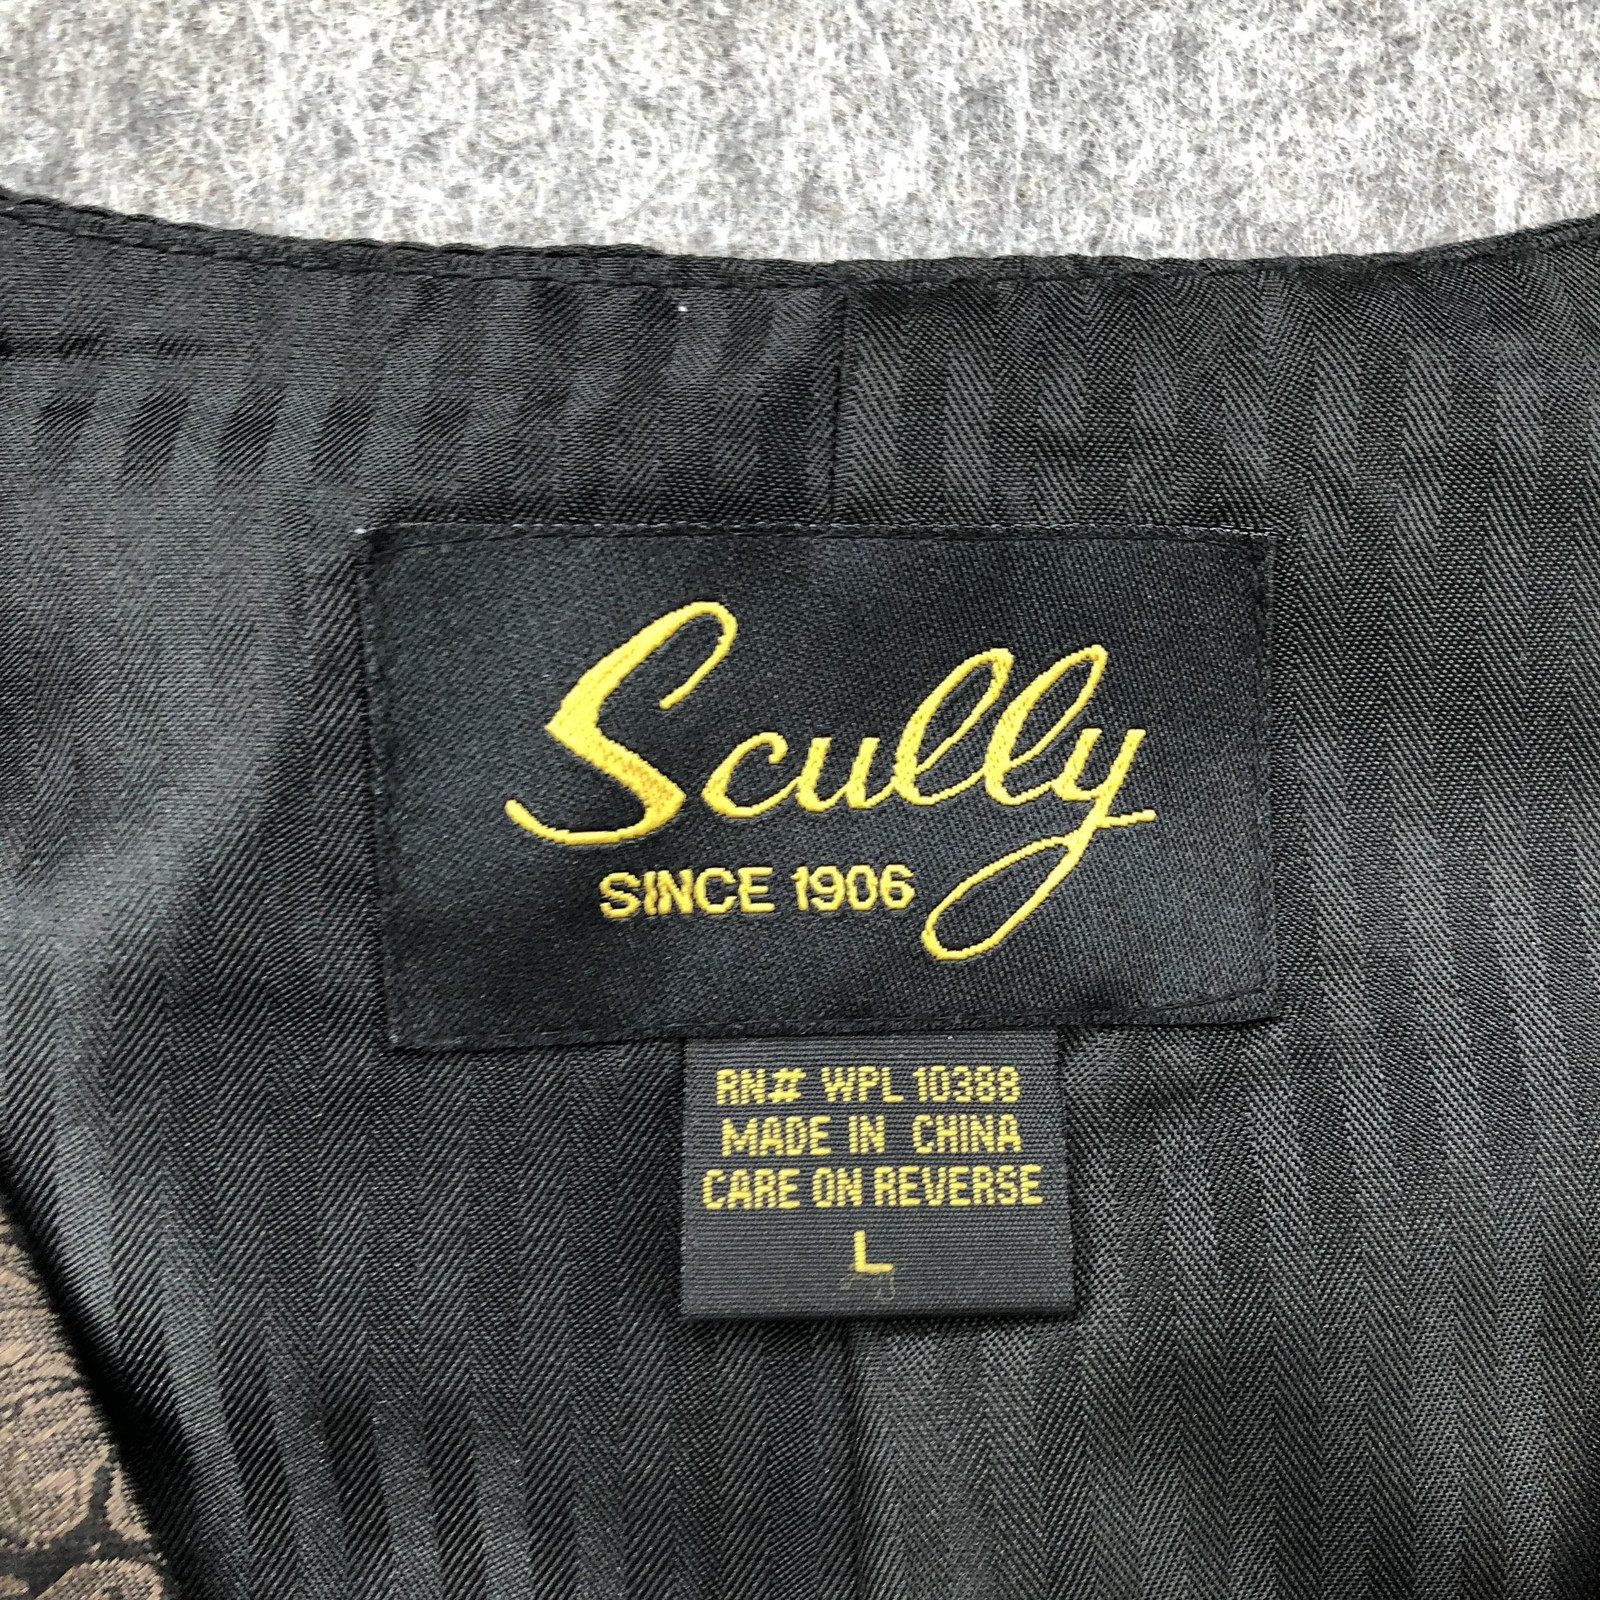 Scully
SINCE 1906
RN# WPL 10388
MADE IN CHINA
CARE ON REVERSE
L